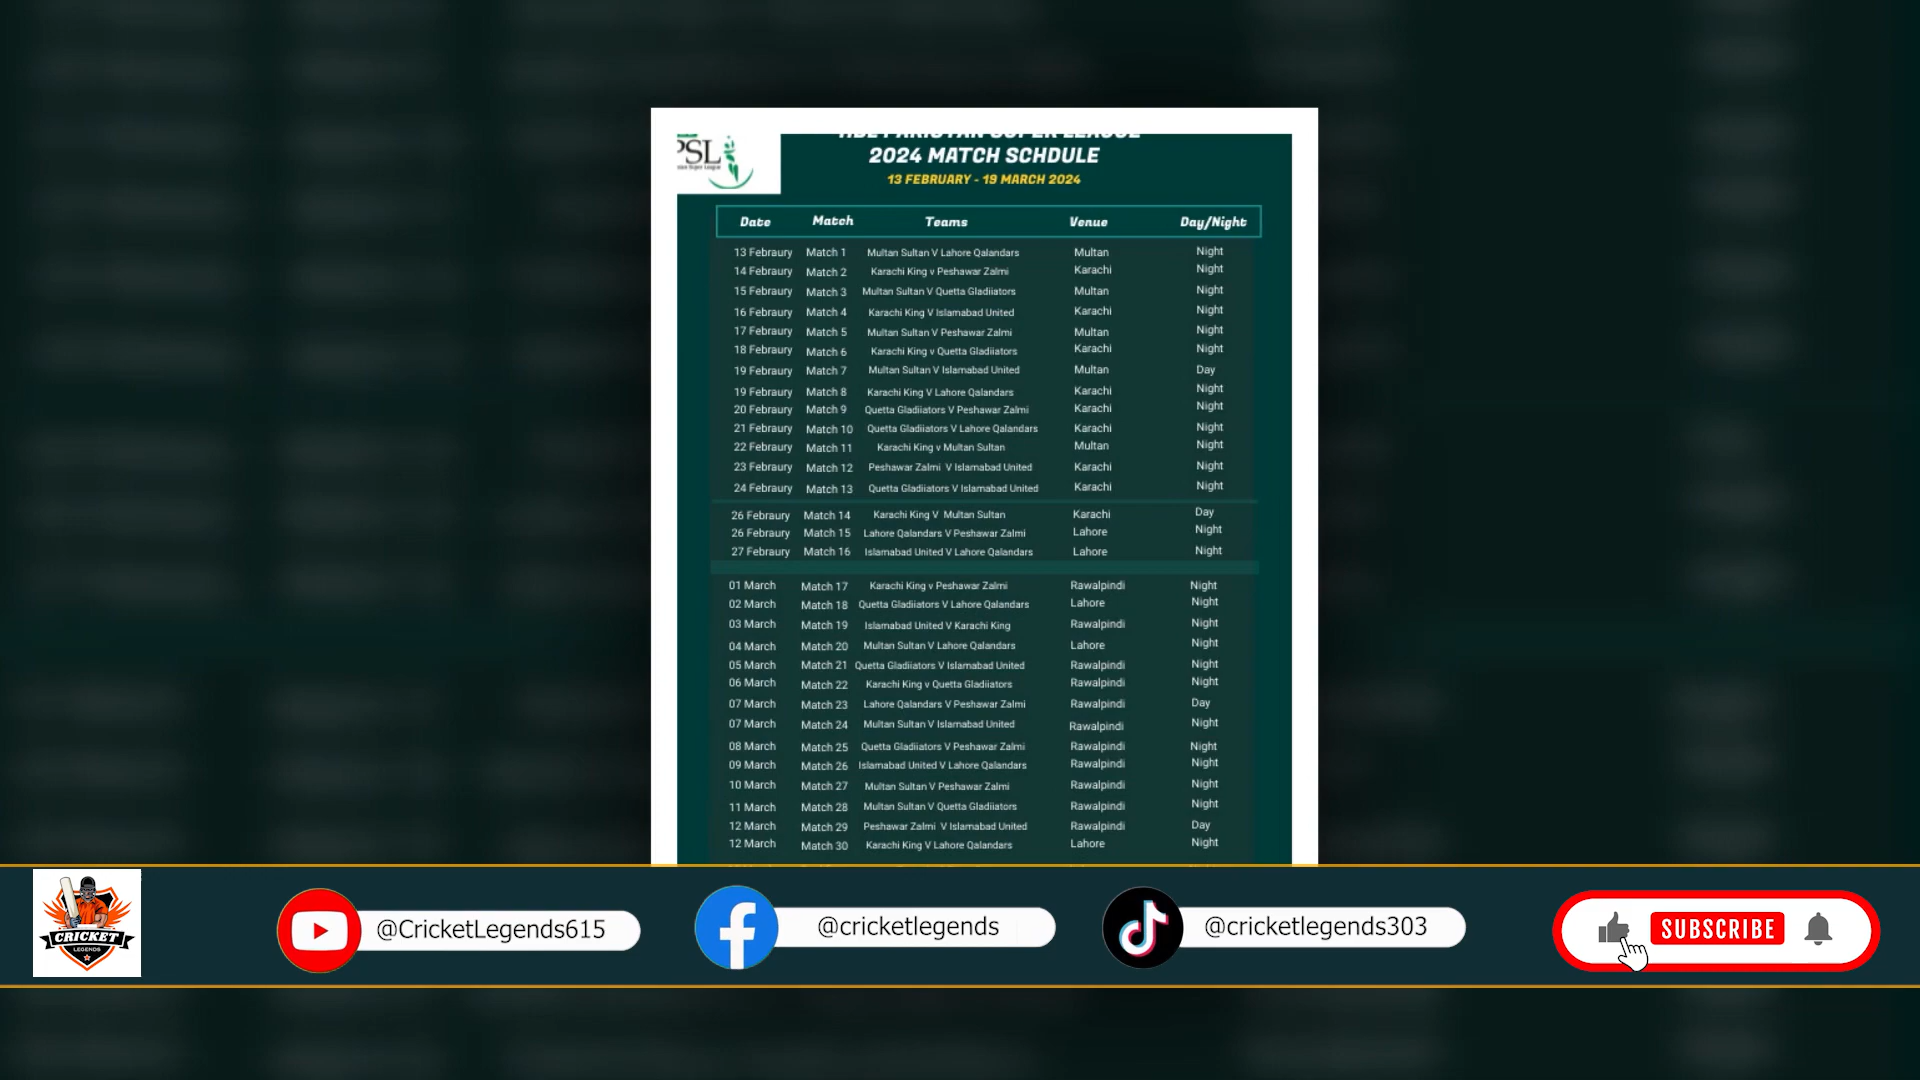 PSL
HBL PAKISTAN SUPER LEAGUE
2024 MATCH SCHDULE
13 FEBRUARY - 19 MARCH 2024
Date Match Teams Venue Day/Night
13 Febraury Match 1 Multan Sultan V Lahore Qalandars Multan Night
14 Febraury Match 2 Karachi King v Peshawar Zalmi Karachi Night
15 Febraury Match 3 Multan Sultan V Quetta Gladiiators Multan Night
16 Febraury Match 4 Karachi King V Islamabad United Karachi Night
17 Febraury Match 5 Multan Sultan V Peshawar Zalmi Multan Night
18 Febraury Match 6 Karachi King v Quetta Gladiiators Karachi Night
19 Febraury Match 7 Multan Sultan V Islamabad United Multan Day
19 Febraury Match 8 Karachi King V Lahore Qalandars Karachi Night
20 Febraury Match 9 Quetta Gladiiators V Peshawar Zalmi Karachi Night
21 Febraury Match 10 Quetta Gladiiators V Lahore Qalandars Karachi Night
22 Febraury Match 11 Karachi King v Multan Sultan Multan Night
23 Febraury Match 12 Peshawar Zalmi V Islamabad United Karachi Night
24 Febraury Match 13 Quetta Gladiiators V Islamabad United Karachi Night
26 Febraury Match 14 Karachi King V Multan Sultan Karachi Day
26 Febraury Match 15 Lahore Qalandars V Peshawar Zalmi Lahore Night
27 Febraury Match 16 Islamabad United V Lahore Qalandars Lahore Night
01 March Match 17 Karachi King v Peshawar Zalmi Rawalpindi Night
02 March Match 18 Quetta Gladiiators V Lahore Qalandars Lahore Night
03 March Match 19 Islamabad United V Karachi King Rawalpindi Night
04 March Match 20 Multan Sultan V Lahore Qalandars Lahore Night
05 March Match 21 Quetta Gladiiators V Islamabad United Rawalpindi Night
06 March Match 22 Karachi King v Quetta Gladiiators Rawalpindi Night
07 March Match 23 Lahore Qalandars V Peshawar Zalmi Rawalpindi Day
07 March Match 24 Multan Sultan V Islamabad United Rawalpindi Night
08 March Match 25 Quetta Gladiiators V Peshawar Zalmi Rawalpindi Night
09 March Match 26 Islamabad United V Lahore Qalandars Rawalpindi Night
10 March Match 27 Multan Sultan V Peshawar Zalmi Rawalpindi Night
11 March Match 28 Multan Sultan V Quetta Gladiiators Rawalpindi Night
12 March Match 29 Peshawar Zalmi V Islamabad United Rawalpindi Day
12 March Match 30 Karachi King V Lahore Qalandars Lahore Night
CRICKET
LEGENDS
@CricketLegends615
@cricketlegends
@cricketlegends303
SUBSCRIBE